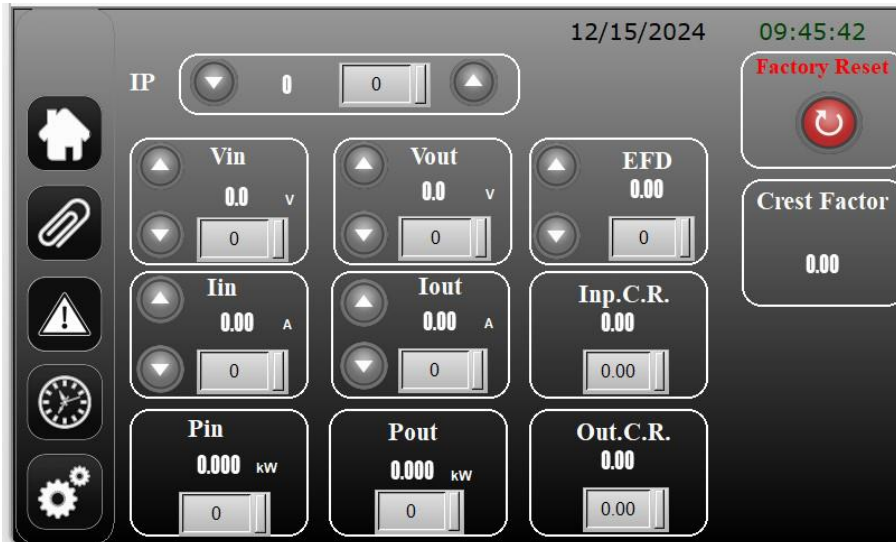 12/15/2024 09:45:42
IP 0 0
Factory Reset
Vin
0.0 V
0
Vout
0.0 V
0
EFD
0.00
0
Crest Factor
0.00
Iin
0.00 A
0
Iout
0.00 A
0
Inp.C.R.
0.00
0.00
Pin
0.000 kW
0
Pout
0.000 kW
0
Out.C.R.
0.00
0.00